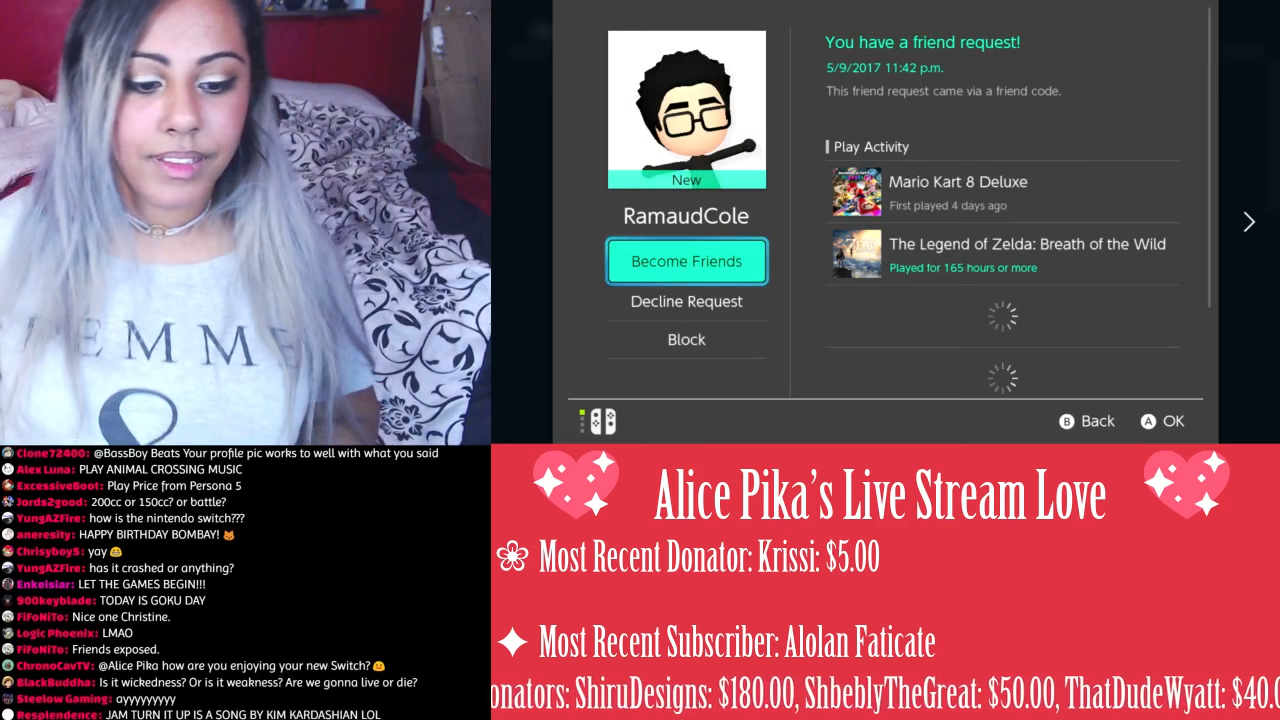 EMME
You have a friend request!
5/9/2017 11:42 p.m.
This friend request came via a friend code.
New
RamaudCole
Become Friends
Decline Request
Block
Play Activity
Mario Kart 8 Deluxe
First played 4 days ago
The Legend of Zelda: Breath of the Wild
Played for 165 hours or more
B Back
A OK
Clone72400: @BassBoy Beats Your profile pic works to well with what you said
Alex Luna: PLAY ANIMAL CROSSING MUSIC
ExcessiveBoot: Play Price from Persona 5
Jords2good: 200cc or 150cc? or battle?
YungAZFire: how is the nintendo switch???
aneresity: HAPPY BIRTHDAY BOMBAY!
Chrisyboy5: yay
YungAZFire: has it crashed or anything?
Enkeisiar: LET THE GAMES BEGIN!!!
900keyblade: TODAY IS GOKU DAY
FiFoNiTo: Nice one Christine.
Logic Phoenix: LMAO
FiFoNiTo: Friends exposed.
ChronoCavTV: @Alice Pika how are you enjoying your new Switch?
BlackBuddha: Is it wickedness? Or is it weakness? Are we gonna live or die?
Steelow Gaming: ayyyyyyyy
Resplendence: JAM TURN IT UP IS A SONG BY KIM KARDASHIAN LOL
Alice Pika's Live Stream Love
Most Recent Donator: Krissi: $5.00
Most Recent Subscriber: Alolan Faticate
onators: ShiruDesigns: $180.00, ShbeblyTheGreat: $50.00, ThatDudeWyatt: $40.0